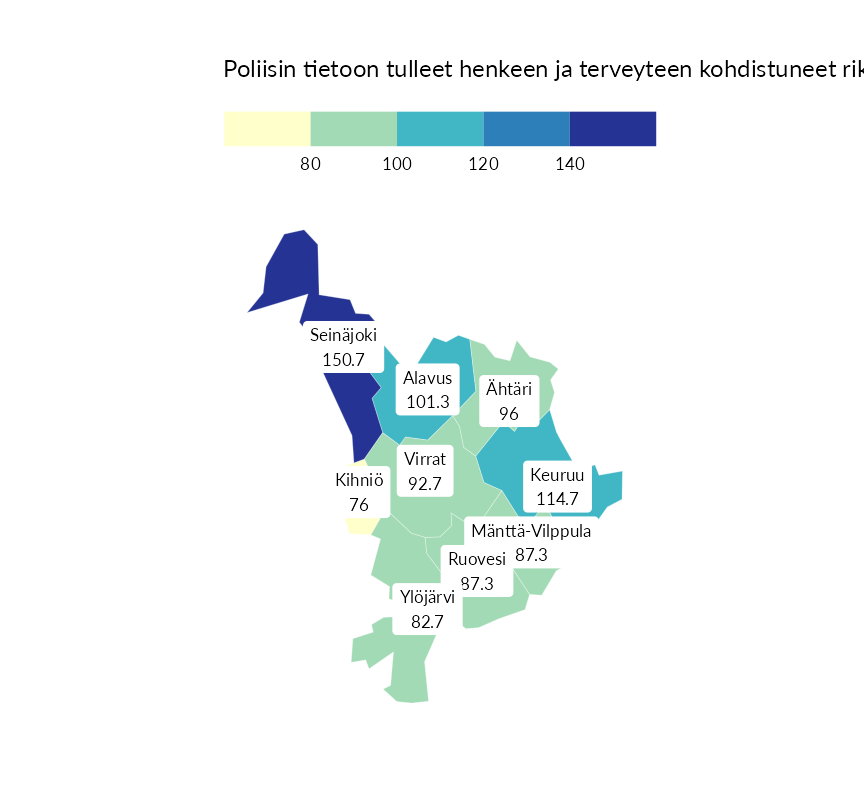 Poliisin tietoon tulleet henkeen ja terveyteen kohdistuneet
80 100 120 140
Seinäjoki
150.7
Alavus
101.3
Ähtäri
96
Virrat
92.7
Keuruu
114.7
Kihniö
76
Mänttä-Vilppula
87.3
Ruovesi
87.3
Ylöjärvi
82.7